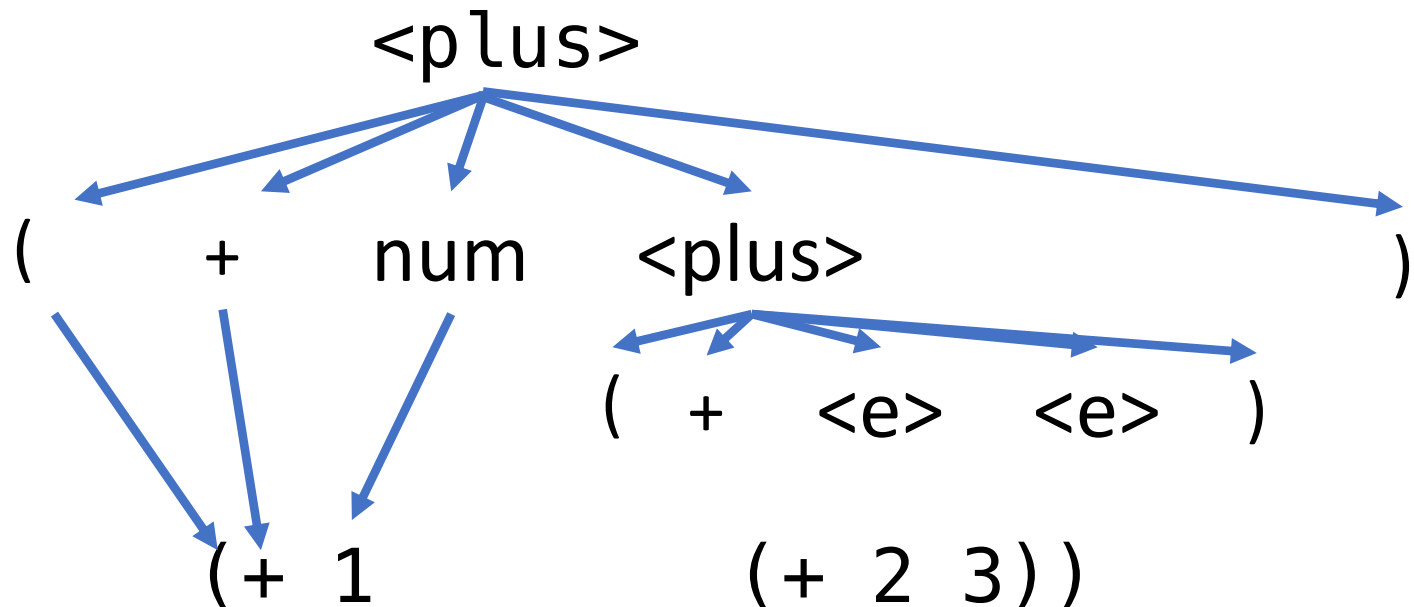 <plus>
( + num <plus> )
( + <e> <e> )
(+ 1 (+ 2 3))